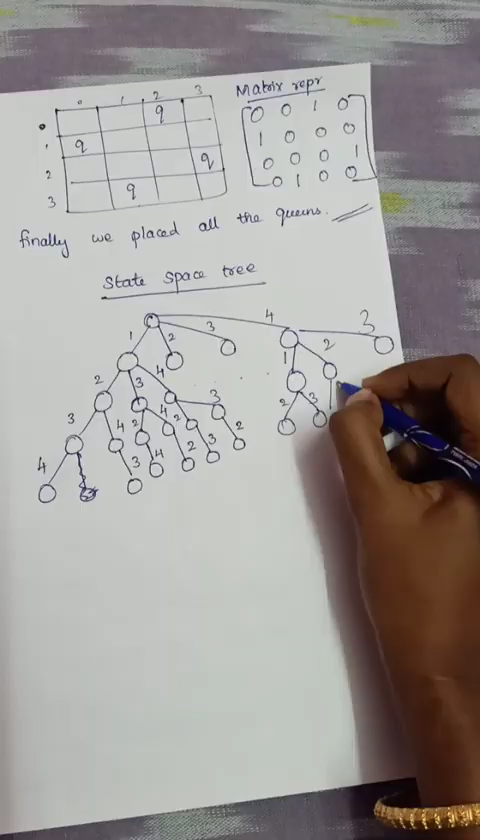 0 1 2 3 Matrix repr
0 q 0 0 1 0
1 q 1 0 0 0
2 q 0 0 0 1
3 q 0 1 0 0
finally we placed all the queens.
State space tree
1 2 3 4 3
2 3 4 1 2
3 4 2 4 2 3 2 3
4 3 4 2 3 2